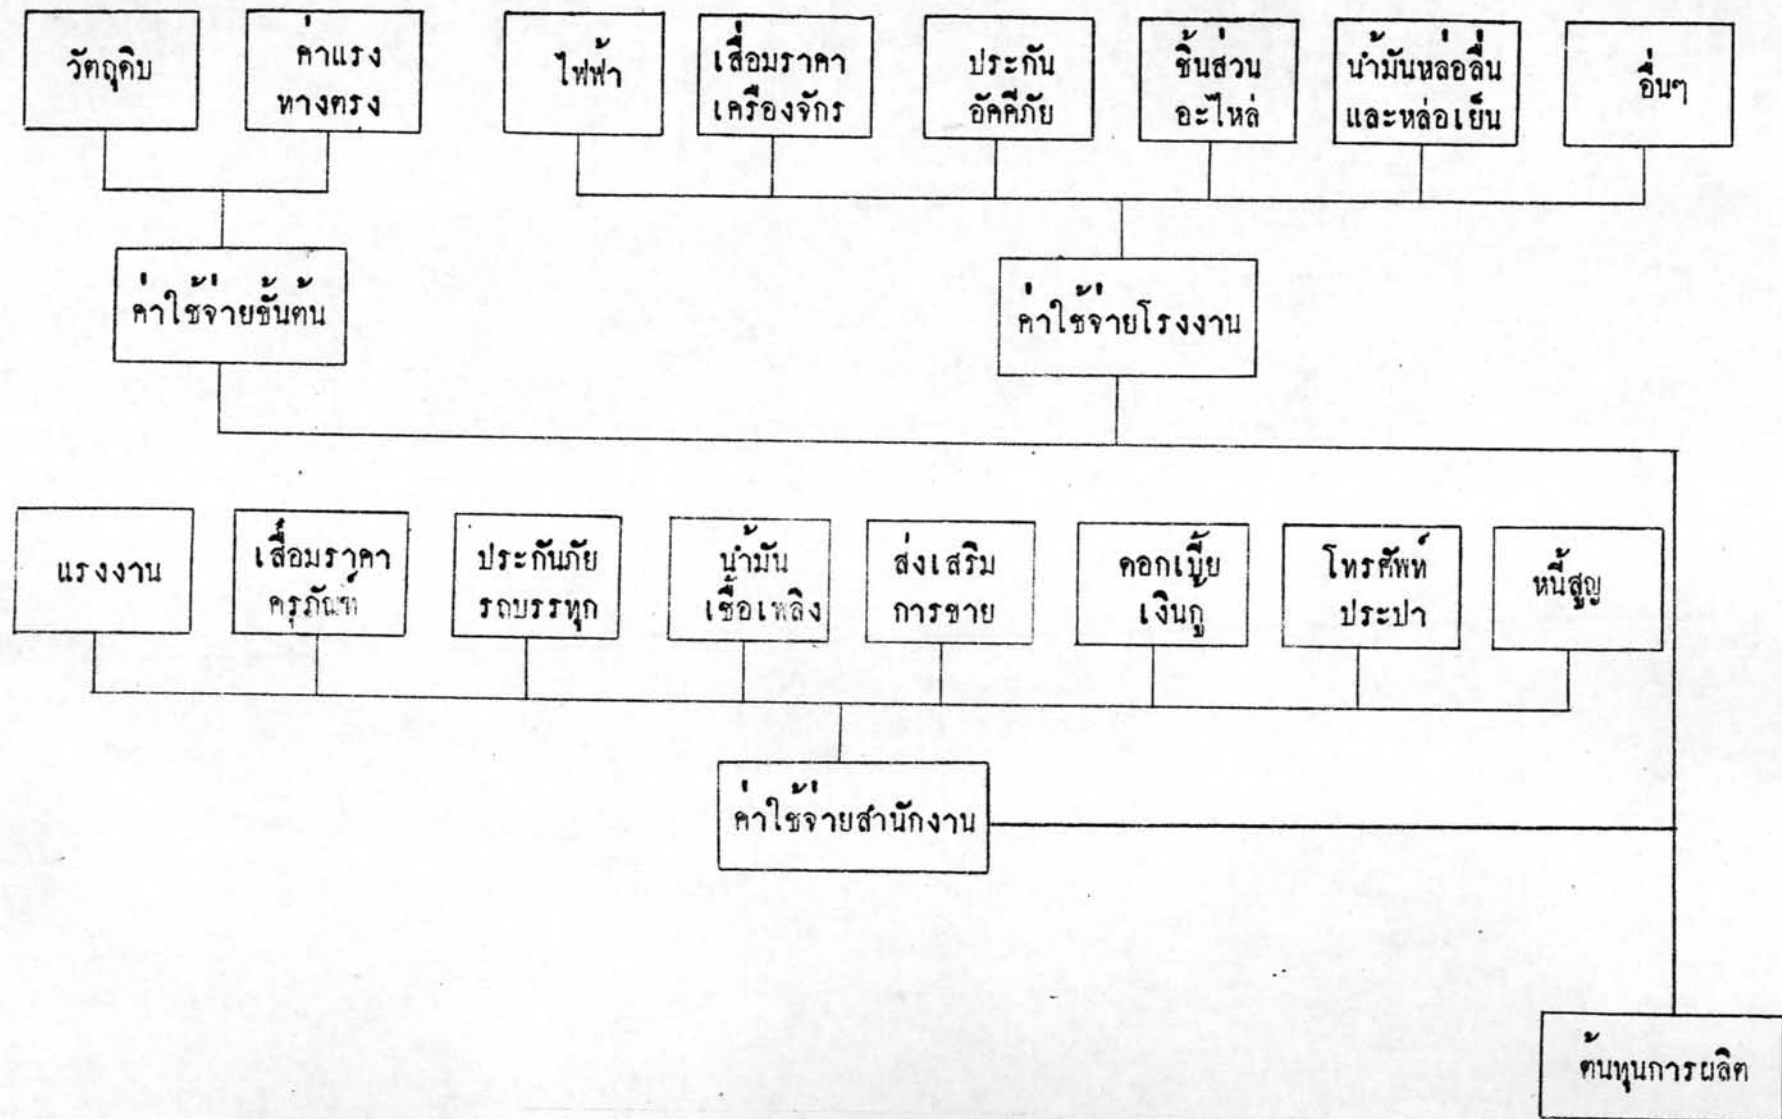 วัตถุดิบ
ค่าแรง
ทางตรง
ไฟฟ้า
เสื่อมราคา
เครื่องจักร
ประกัน
อัคคีภัย
ชิ้นส่วน
อะไหล่
น้ำมันหล่อลื่น
และหล่อเย็น
อื่นๆ
ค่าใช้จ่ายขั้นต้น
ค่าใช้จ่ายโรงงาน
แรงงาน
เสื่อมราคา
ครุภัณฑ์
ประกันภัย
รถบรรทุก
น้ำมัน
เชื้อเพลิง
ส่งเสริม
การขาย
ดอกเบี้ย
เงินกู้
โทรศัพท์
ประปา
หนี้สูญ
ค่าใช้จ่ายสำนักงาน
ต้นทุนการผลิต